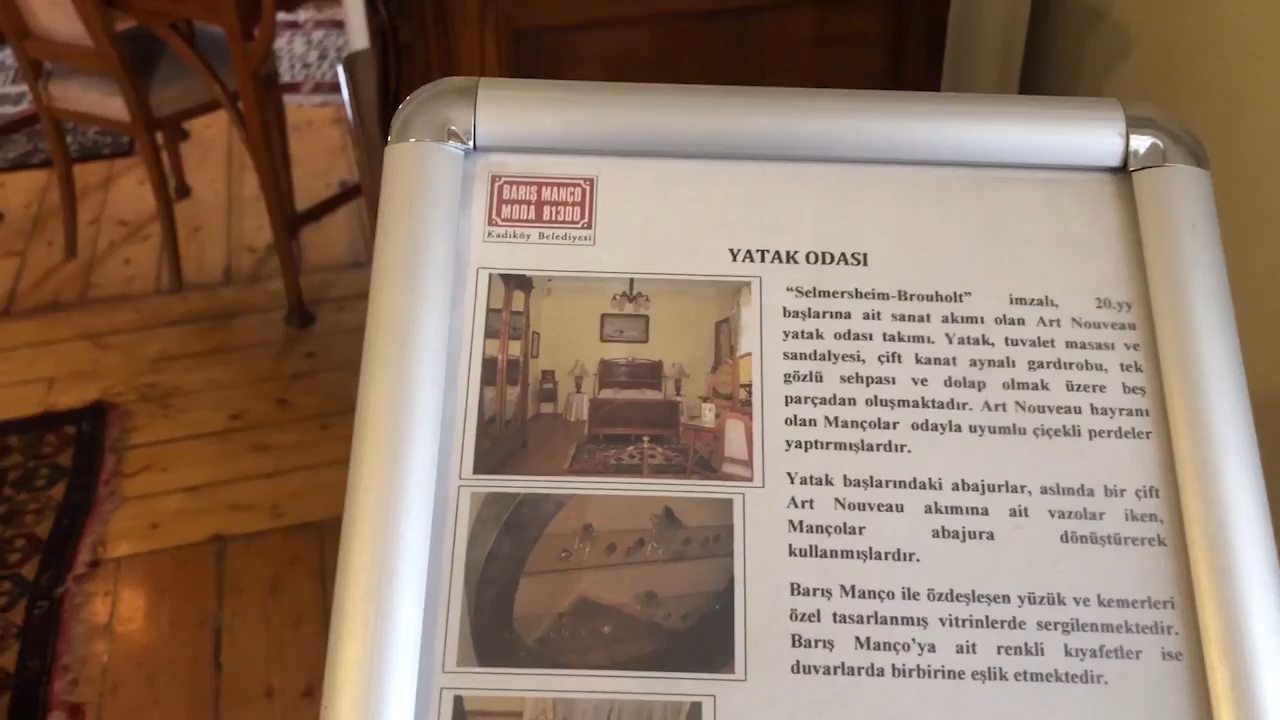 BARIŞ MANÇO
MODA 81300
Kadıköy Belediyesi
YATAK ODASI
“Selmersheim-Brouholt” imzalı, 20.yy
başlarına ait sanat akımı olan Art Nouveau
yatak odası takımı. Yatak, tuvalet masası ve
sandalyesi, çift kanat aynalı gardırobu, tek
gözlü sehpası ve dolap olmak üzere beş
parçadan oluşmaktadır. Art Nouveau hayranı
olan Mançolar odayla uyumlu çiçekli perdeler
yaptırmışlardır.
Yatak başlarındaki abajurlar, aslında bir çift
Art Nouveau akımına ait vazolar iken,
Mançolar abajura dönüştürerek
kullanmışlardır.
Barış Manço ile özdeşleşen yüzük ve kemerleri
özel tasarlanmış vitrinlerde sergilenmektedir.
Barış Manço’ya ait renkli kıyafetler ise
duvarlarda birbirine eşlik etmektedir.